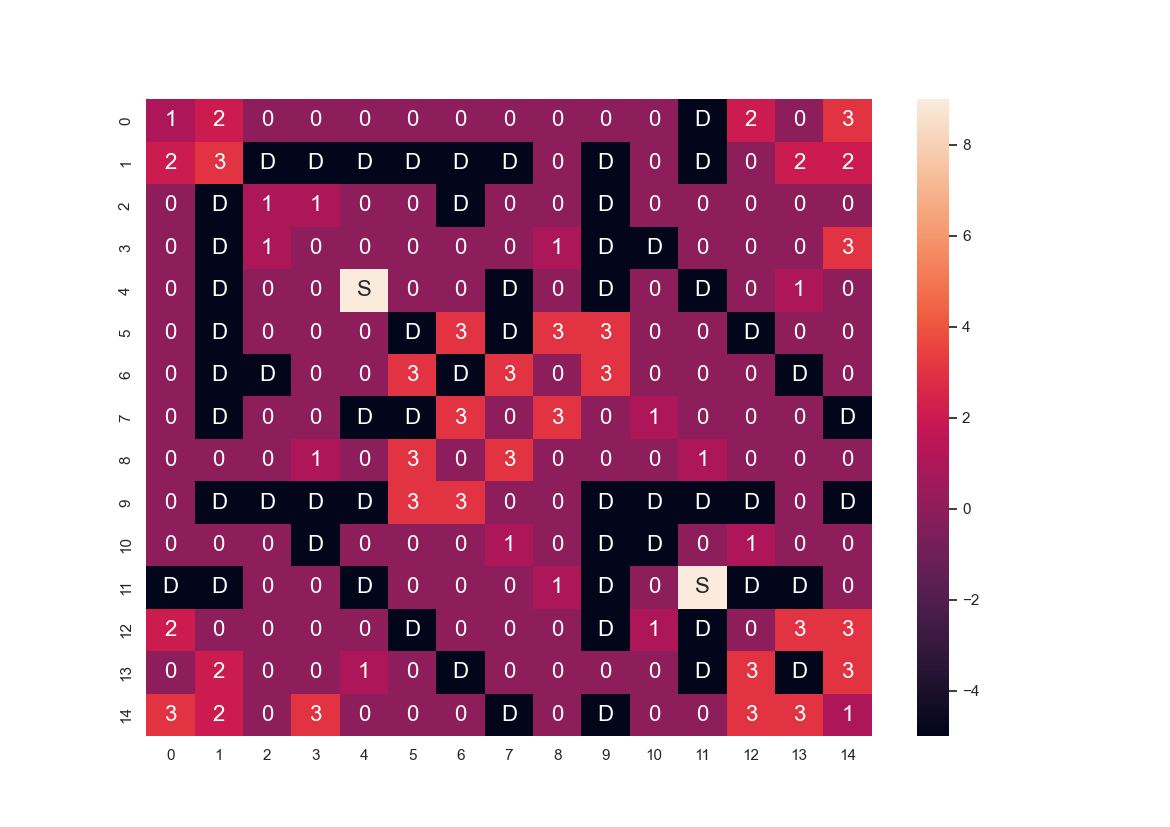 0 1 2 0 0 0 0 0 0 0 0 0 D 2 0 3
1 2 3 D D D D D D 0 D 0 D 0 2 2
2 0 D 1 1 0 0 D 0 0 D 0 0 0 0 0
3 0 D 1 0 0 0 0 0 1 D D 0 0 0 3
4 0 D 0 0 S 0 0 D 0 D 0 D 0 1 0
5 0 D 0 0 0 D 3 D 3 3 0 0 D 0 0
6 0 D D 0 0 3 D 3 0 3 0 0 0 D 0
7 0 D 0 0 D D 3 0 3 0 1 0 0 0 D
8 0 0 0 1 0 3 0 3 0 0 0 1 0 0 0
9 0 D D D D 3 3 0 0 D D D D 0 D
10 0 0 0 D 0 0 0 1 0 D D 0 1 0 0
11 D D 0 0 D 0 0 0 1 D 0 S D D 0
12 2 0 0 0 0 D 0 0 0 D 1 D 0 3 3
13 0 2 0 0 1 0 D 0 0 0 0 D 3 D 3
14 3 2 0 3 0 0 0 D 0 D 0 0 3 3 1
0 1 2 3 4 5 6 7 8 9 10 11 12 13 14
8
6
4
2
0
−2
−4